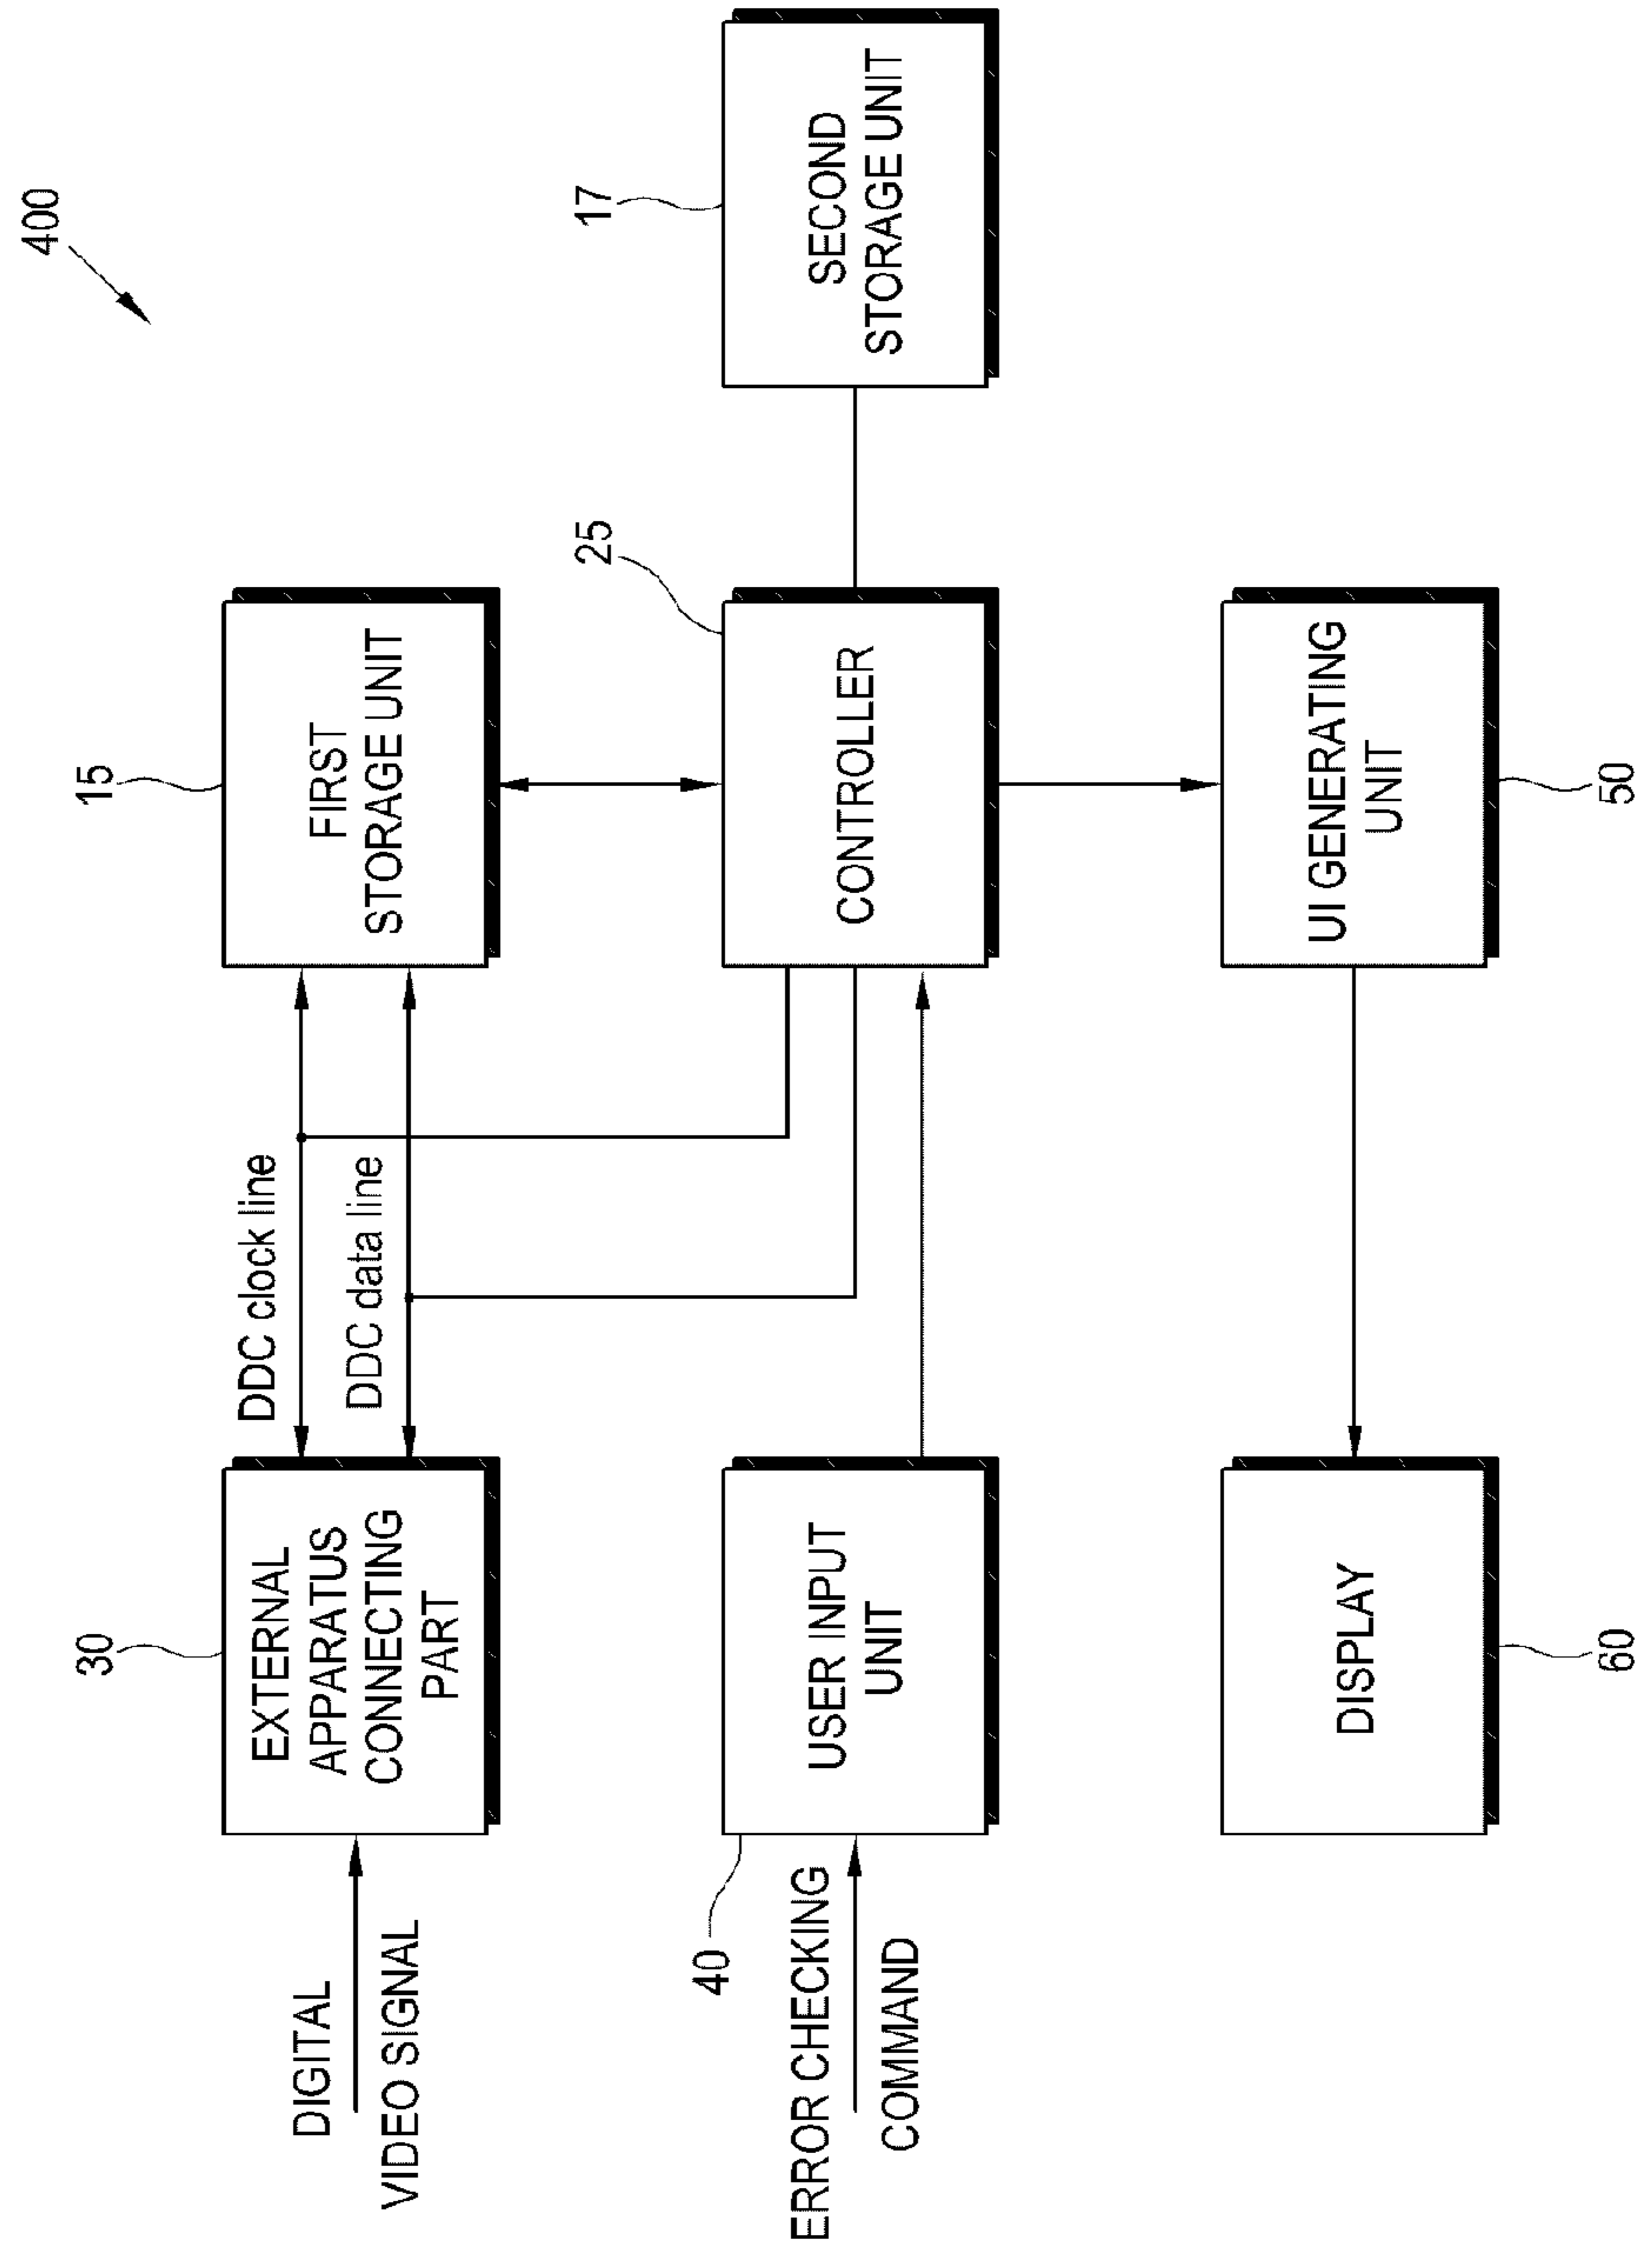 400
15
FIRST
STORAGE UNIT
30
EXTERNAL
APPARATUS
CONNECTING
PART
DDC clock line
DDC data line
DIGITAL
VIDEO SIGNAL
25
CONTROLLER
17
SECOND
STORAGE UNIT
40
USER INPUT
UNIT
ERROR CHECKING
COMMAND
UI GENERATING
UNIT
50
DISPLAY
60